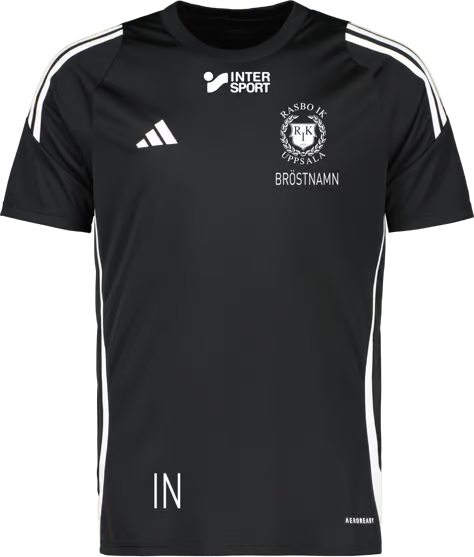 INTER
SPORT
RASBO IK
RIK
UPPSALA
BRÖSTNAMN
IN
AEROREADY